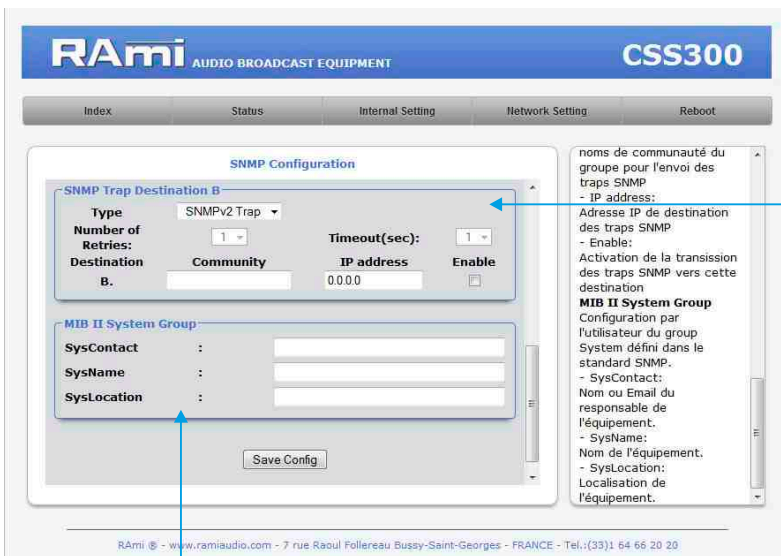 RAmi AUDIO BROADCAST EQUIPMENT
CSS300
Index Status Internal Setting Network Setting Reboot
SNMP Configuration
SNMP Trap Destination B
Type SNMPv2 Trap
Number of Retries: 1 Timeout(sec): 1
Destination Community IP address Enable
B. 0.0.0.0
MIB II System Group
SysContact :
SysName :
SysLocation :
Save Config
noms de communauté du
groupe pour l'envoi des
traps SNMP
- IP address:
Adresse IP de destination
des traps SNMP
- Enable:
Activation de la transission
des traps SNMP vers cette
destination
MIB II System Group
Configuration par
l'utilisateur du group
System défini dans le
standard SNMP.
- SysContact:
Nom ou Email du
responsable de
l'équipement.
- SysName:
Nom de l'équipement.
- SysLocation:
Localisation de
l'équipement.
RAmi ® - www.ramiaudio.com - 7 rue Raoul Follereau Bussy-Saint-Georges - FRANCE - Tel.:(33)1 64 66 20 20